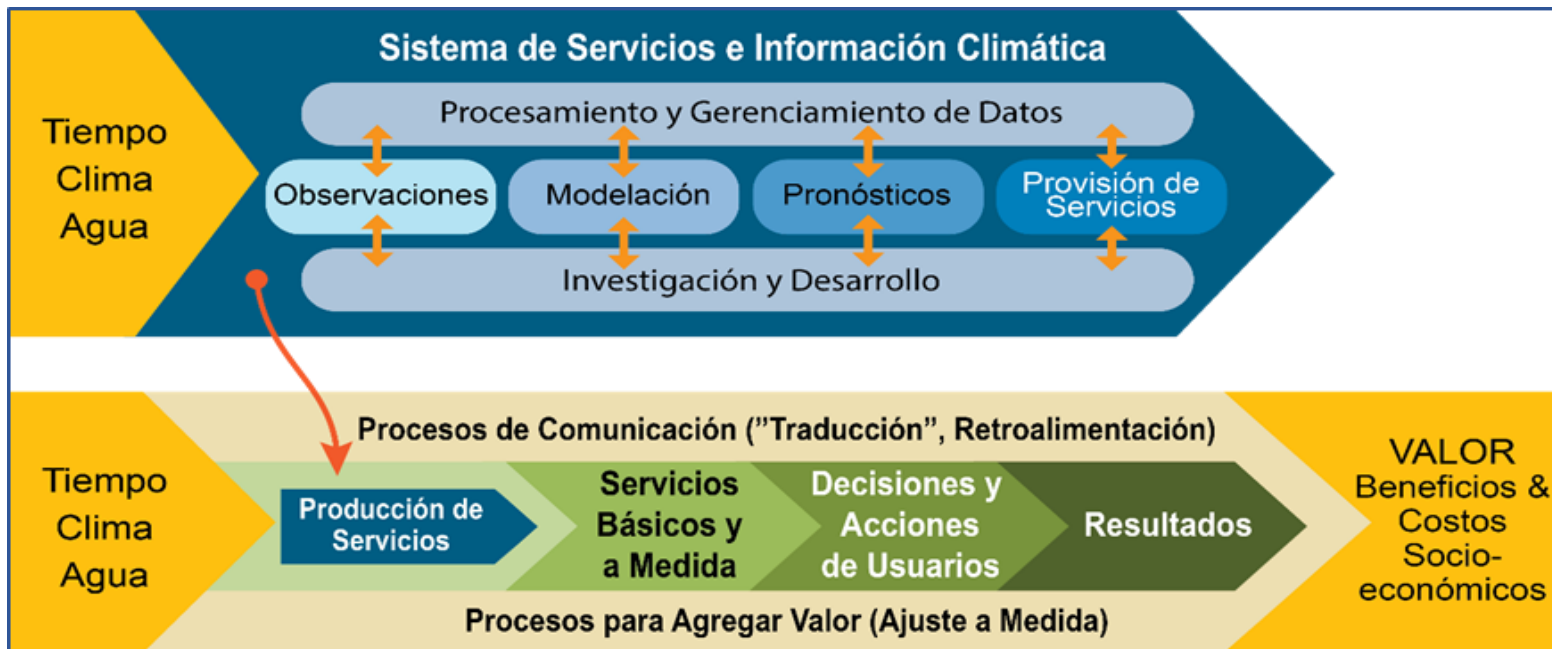 Sistema de Servicios e Información Climática
Tiempo
Clima
Agua
Procesamiento y Gerenciamiento de Datos
Observaciones
Modelación
Pronósticos
Provisión de
Servicios
Investigación y Desarrollo
Tiempo
Clima
Agua
Procesos de Comunicación (”Traducción”, Retroalimentación)
Producción de
Servicios
Servicios
Básicos y
a Medida
Decisiones y
Acciones
de Usuarios
Resultados
Procesos para Agregar Valor (Ajuste a Medida)
VALOR
Beneficios &
Costos
Socio-
económicos